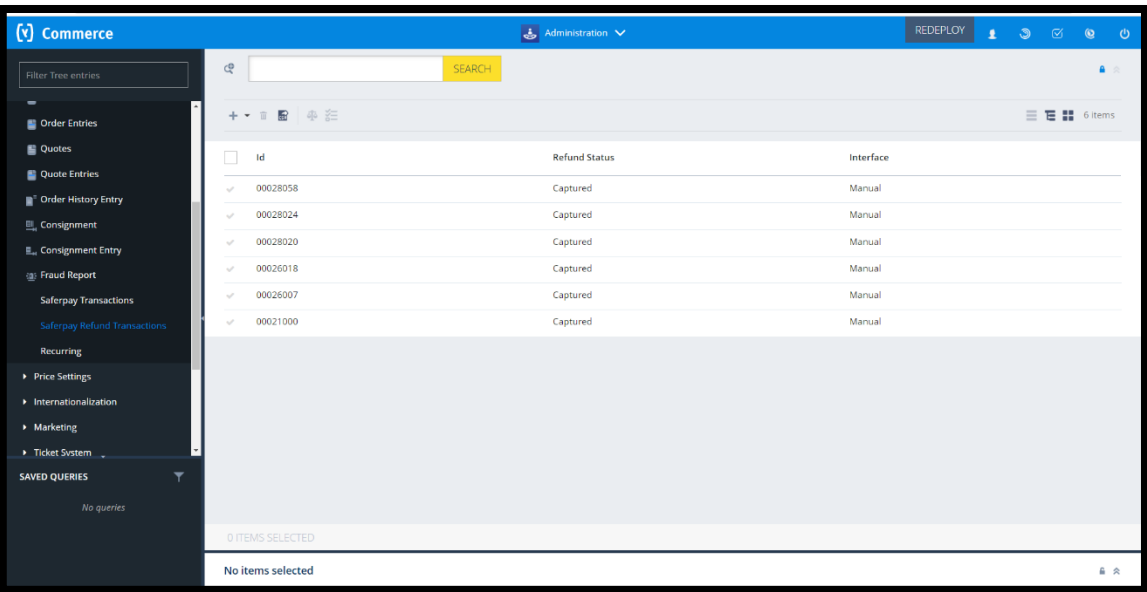 (y) Commerce
Administration
REDEPLOY
Filter Tree entries
SEARCH
Order Entries
Quotes
Quote Entries
Order History Entry
Consignment
Consignment Entry
Fraud Report
Saferpay Transactions
Saferpay Refund Transactions
Recurring
Price Settings
Internationalization
Marketing
Ticket System
SAVED QUERIES
No queries
6 items
Id Refund Status Interface
00028058 Captured Manual
00028024 Captured Manual
00028020 Captured Manual
00026018 Captured Manual
00026007 Captured Manual
00021000 Captured Manual
0 ITEMS SELECTED
No items selected